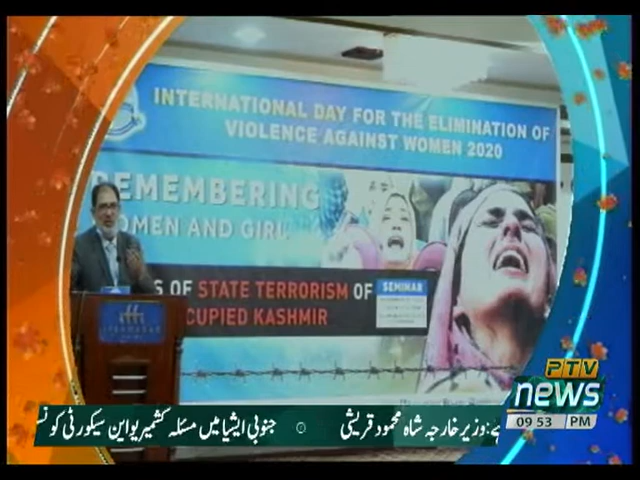 INTERNATIONAL DAY FOR THE ELIMINATION OF
VIOLENCE AGAINST WOMEN 2020
REMEMBERING
WOMEN AND GIRL
S OF STATE TERRORISM OF
CUPIED KASHMIR
SEMINAR
PTV
NEWS
09 53 PM
ے: وزیر خارجہ شاہ محمود قریشی جنوبی ایشیا میں مسئلہ کشمیر یو این سیکورٹی کونس